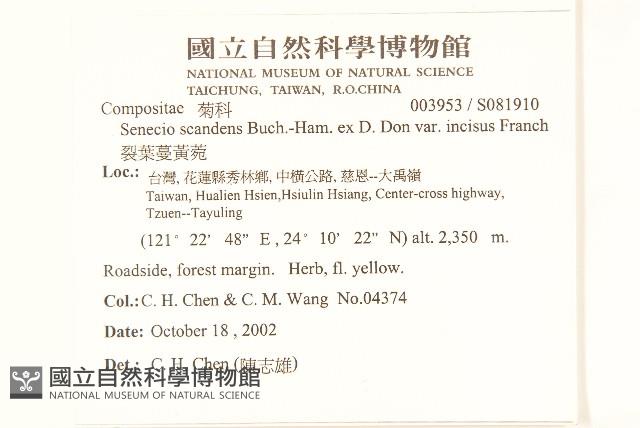 國立自然科學博物館
NATIONAL MUSEUM OF NATURAL SCIENCE
TAICHUNG, TAIWAN, R.O.CHINA
Compositae 菊科 003953 / S081910
Senecio scandens Buch.-Ham. ex D. Don var. incisus Franch
裂葉蔓黃菀
Loc.: 台灣, 花蓮縣秀林鄉, 中橫公路, 慈恩--大禹嶺
Taiwan, Hualien Hsien,Hsiulin Hsiang, Center-cross highway,
Tzuen--Tayuling
(121° 22' 48" E , 24° 10' 22" N) alt. 2,350 m.
Roadside, forest margin. Herb, fl. yellow.
Col.: C. H. Chen & C. M. Wang No.04374
Date: October 18 , 2002
Det.: C. H. Chen (陳志雄)
國立自然科學博物館
NATIONAL MUSEUM OF NATURAL SCIENCE